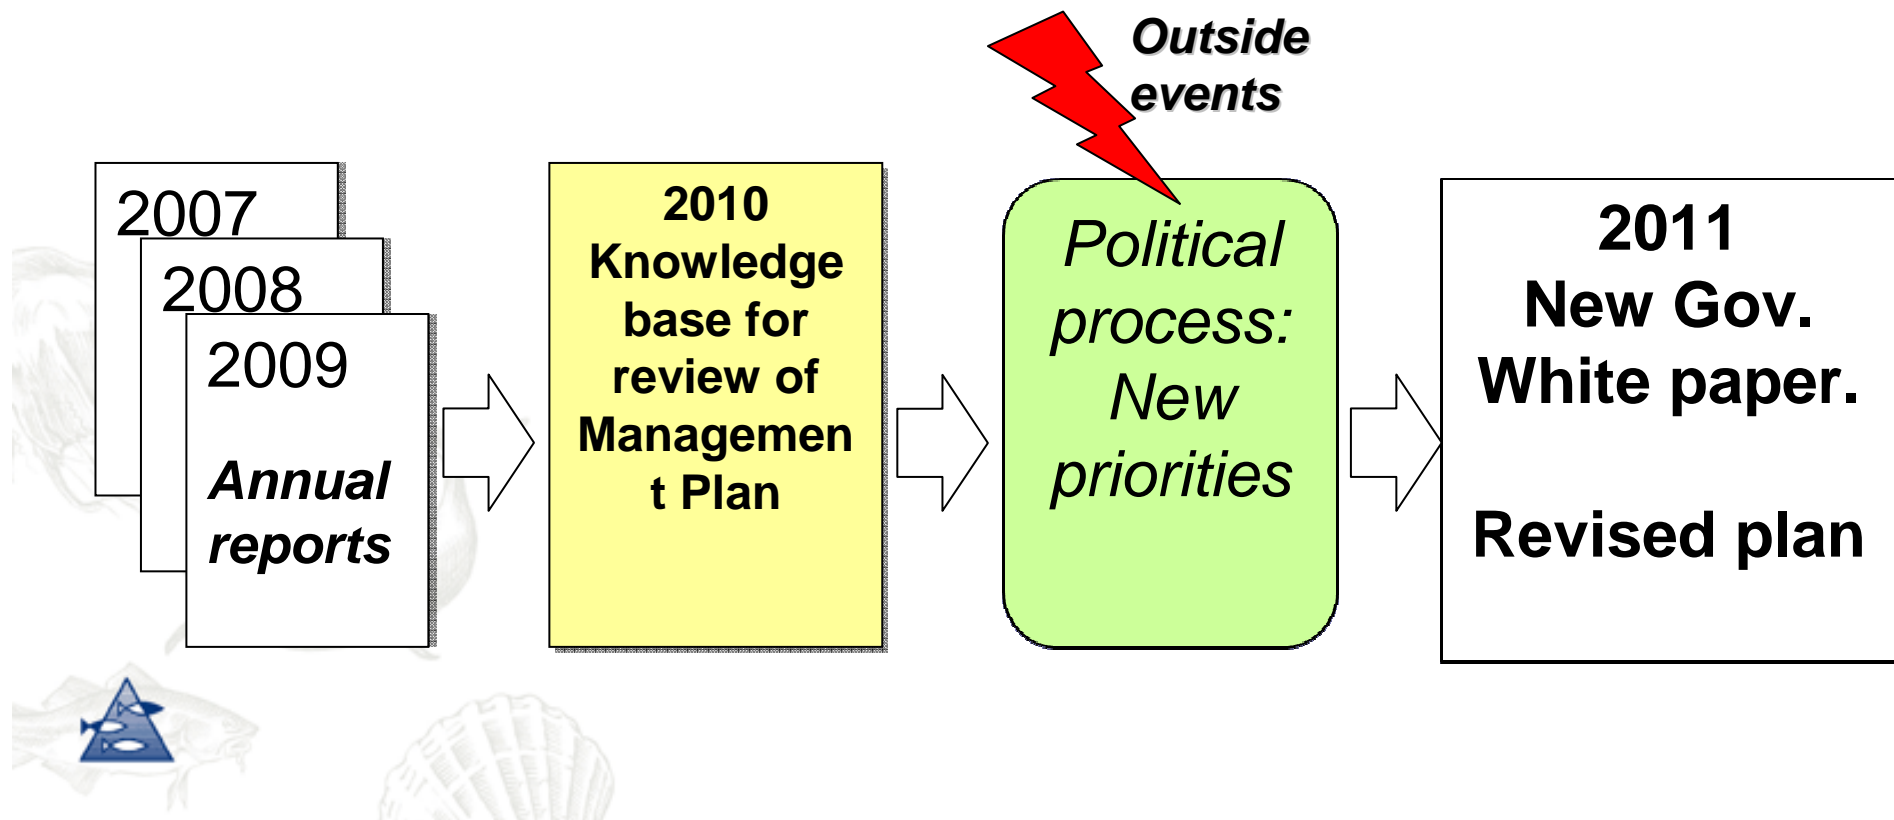 Outside
events
2007
2008
2009
Annual
reports
2010
Knowledge
base for
review of
Managemen
t Plan
Political
process:
New
priorities
2011
New Gov.
White paper.
Revised plan